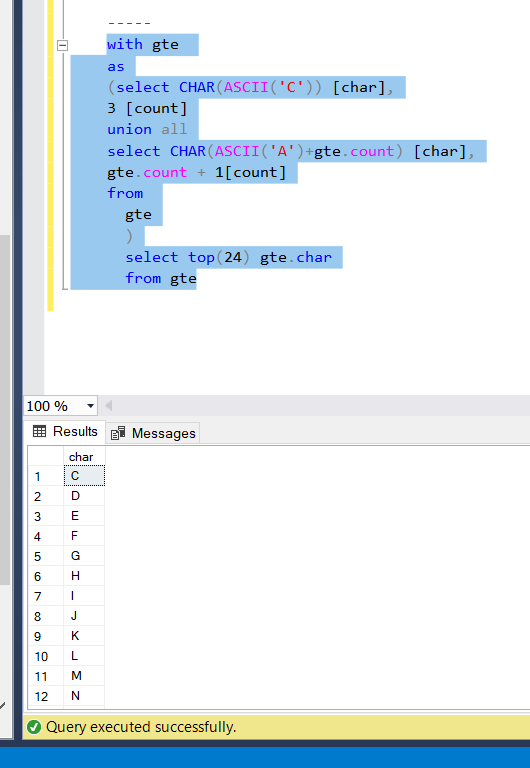 -----
with gte
as
(select CHAR(ASCII('C')) [char],
3 [count]
union all
select CHAR(ASCII('A')+gte.count) [char],
gte.count + 1[count]
from
gte
)
select top(24) gte.char
from gte
100 %
Results Messages
char
1 C
2 D
3 E
4 F
5 G
6 H
7 I
8 J
9 K
10 L
11 M
12 N
Query executed successfully.